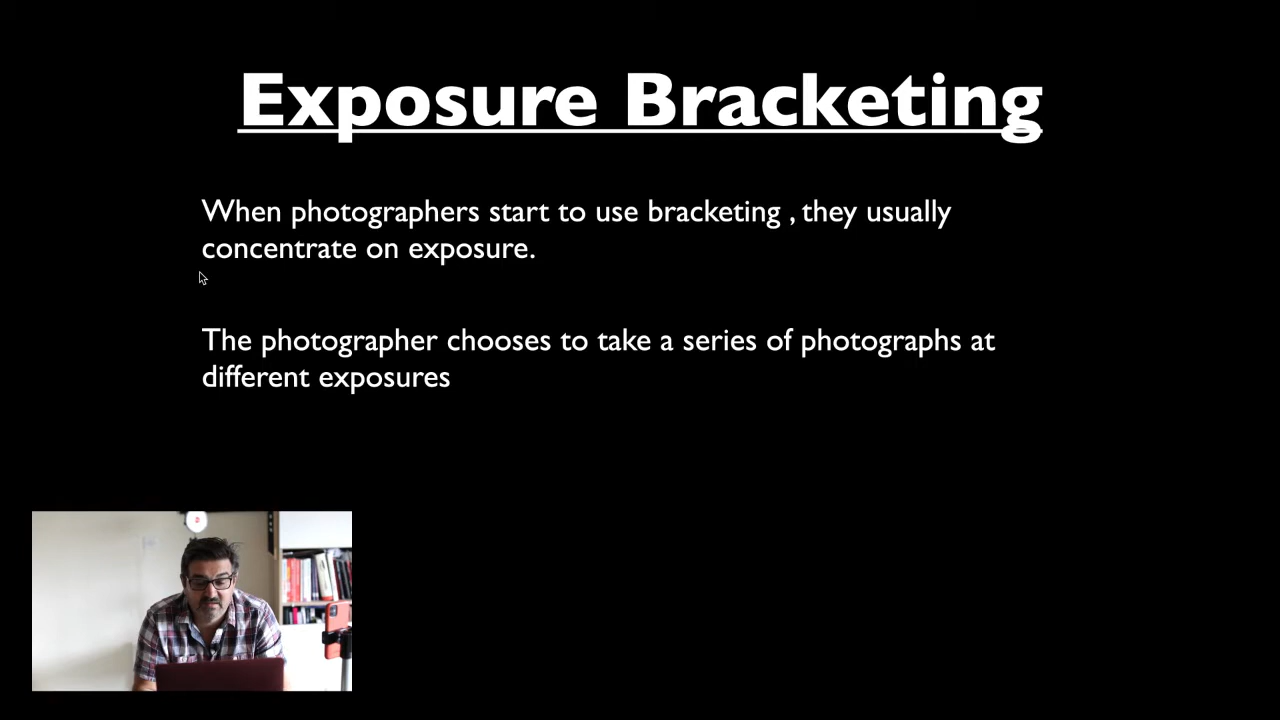 Exposure Bracketing
When photographers start to use bracketing , they usually
concentrate on exposure.
The photographer chooses to take a series of photographs at
different exposures